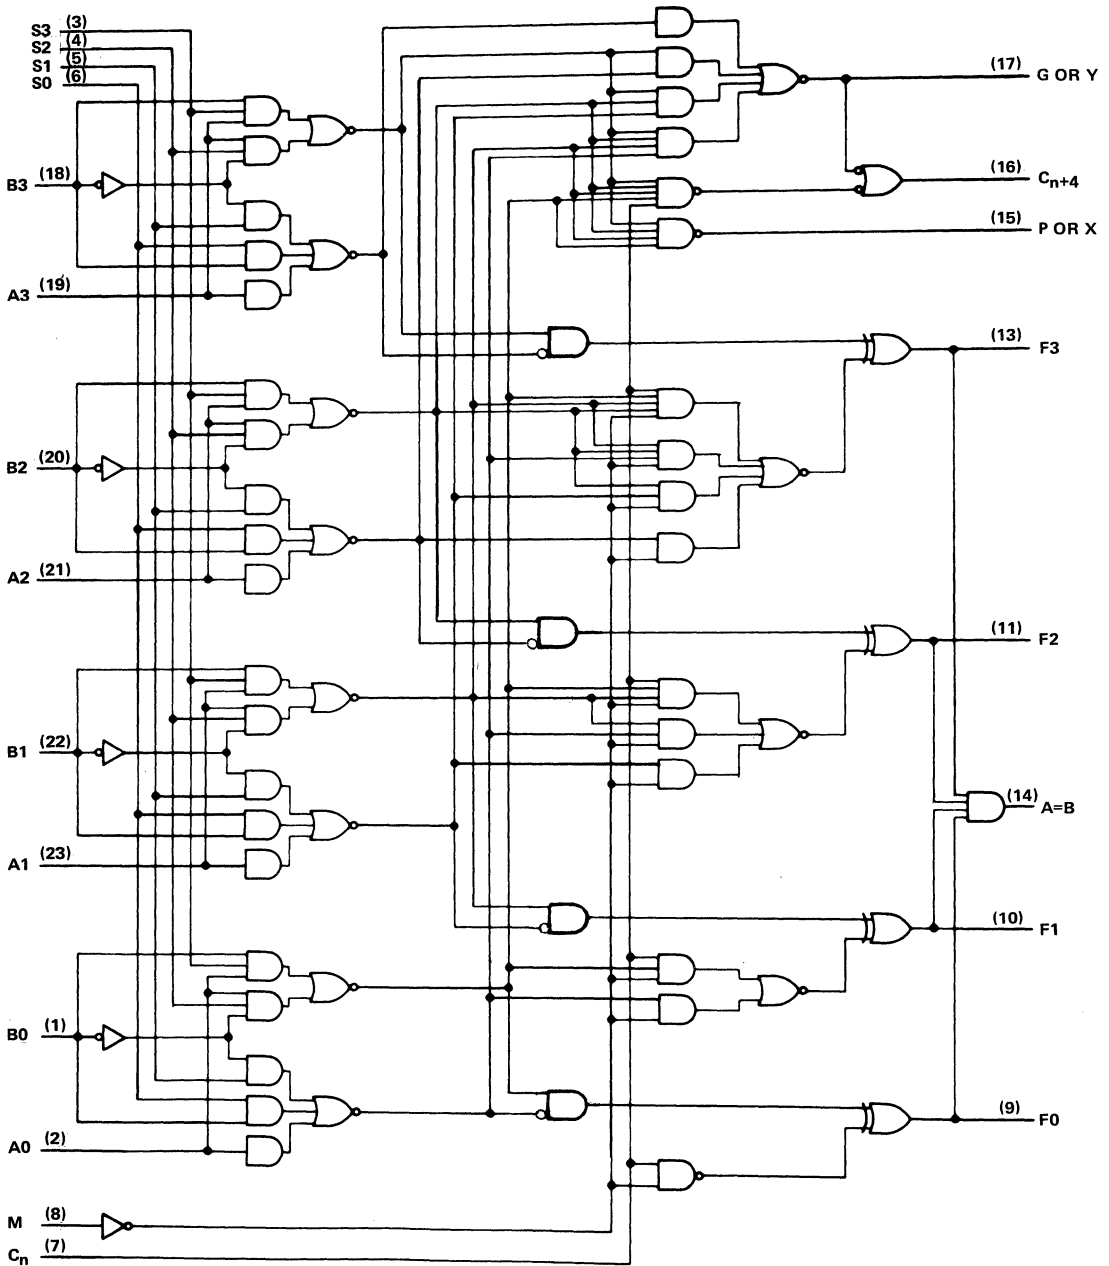 S3 (3)
S2 (4)
S1 (5)
S0 (6)
(17) G OR Y
(16) Cn+4
B3 (18)
(15) P OR X
A3 (19)
(13) F3
B2 (20)
A2 (21)
(11) F2
B1 (22)
(14) A=B
A1 (23)
(10) F1
B0 (1)
(9) F0
A0 (2)
M (8)
Cn (7)